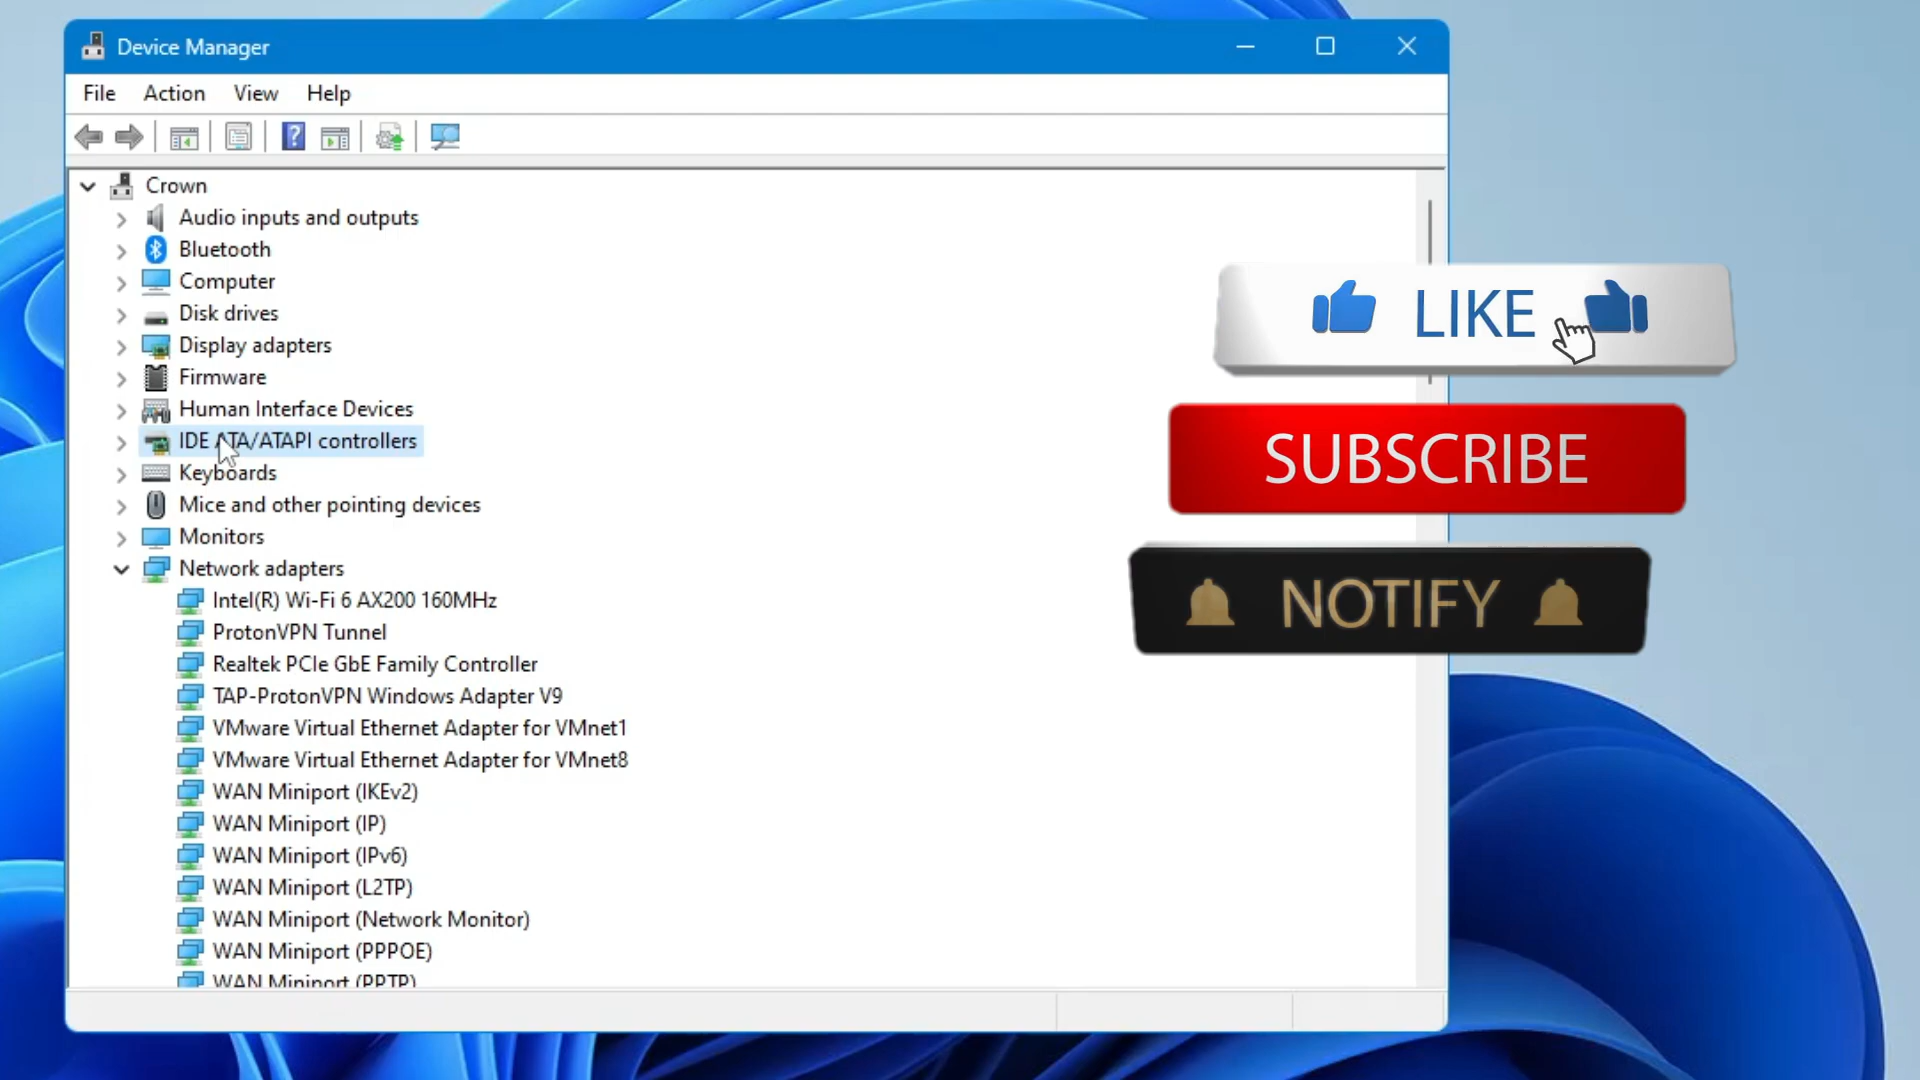 Device Manager
File Action View Help
Crown
Audio inputs and outputs
Bluetooth
Computer
Disk drives
Display adapters
Firmware
Human Interface Devices
IDE ATA/ATAPI controllers
Keyboards
Mice and other pointing devices
Monitors
Network adapters
Intel(R) Wi-Fi 6 AX200 160MHz
ProtonVPN Tunnel
Realtek PCIe GbE Family Controller
TAP-ProtonVPN Windows Adapter V9
VMware Virtual Ethernet Adapter for VMnet1
VMware Virtual Ethernet Adapter for VMnet8
WAN Miniport (IKEv2)
WAN Miniport (IP)
WAN Miniport (IPv6)
WAN Miniport (L2TP)
WAN Miniport (Network Monitor)
WAN Miniport (PPPOE)
WAN Miniport (PPTP)
LIKE
SUBSCRIBE
NOTIFY